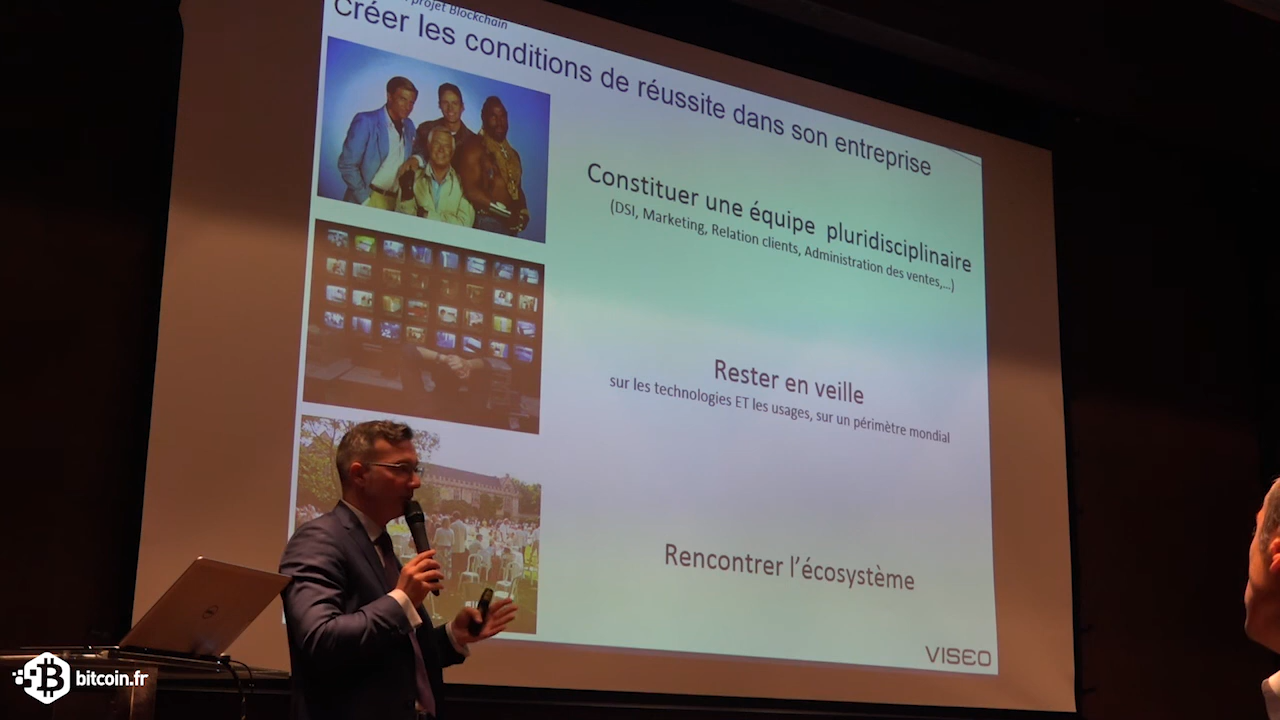 projet Blockchain
Créer les conditions de réussite dans son entreprise
Constituer une équipe pluridisciplinaire
(DSI, Marketing, Relation clients, Administration des ventes,...)
Rester en veille
sur les technologies ET les usages, sur un périmètre mondial
Rencontrer l'écosystème
VISEO
bitcoin.fr